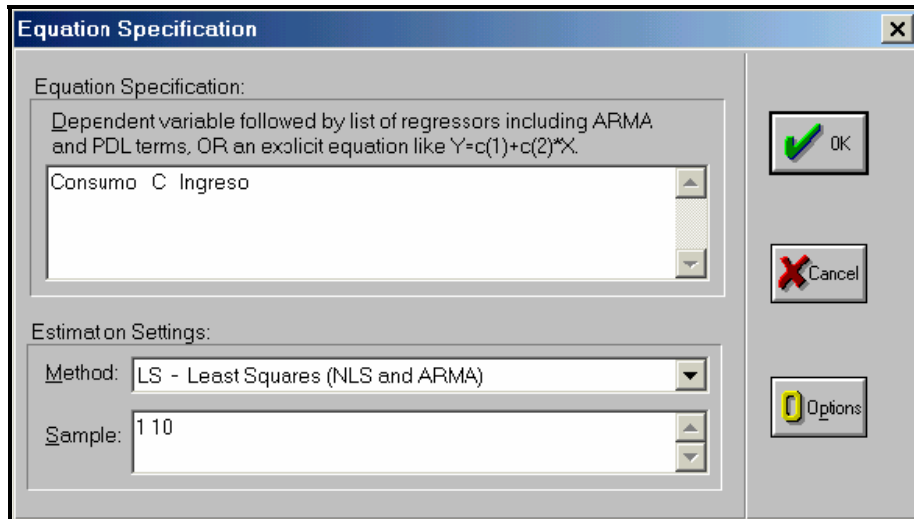 Equation Specification
Equation Specification:
Dependent variable followed by list of regressors including ARMA
and PDL terms, OR an explicit equation like Y=c(1)+c(2)*X.
Consumo C Ingreso
OK
Cancel
Estimation Settings:
Method: LS - Least Squares (NLS and ARMA)
Sample: 1 10
Options